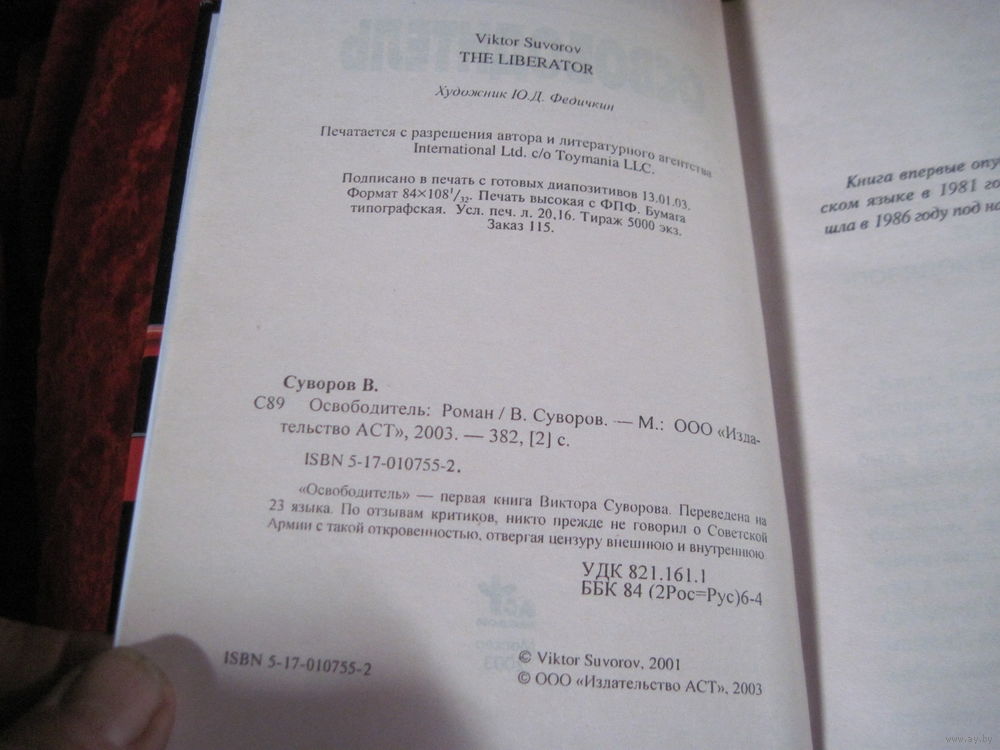 Viktor Suvorov
THE LIBERATOR
Художник Ю.Д. Федичкин
Печатается с разрешения автора и литературного агентства
International Ltd. c/o Toymania LLC.
Подписано в печать с готовых диапозитивов 13.01.03.
Формат 84×108¹/₃₂. Печать высокая с ФПФ. Бумага
типографская. Усл. печ. л. 20,16. Тираж 5000 экз.
Заказ 115.
Суворов В.
С89 Освободитель: Роман / В. Суворов. — М.: ООО «Изда-
тельство АСТ», 2003. — 382, [2] с.
ISBN 5-17-010755-2.
«Освободитель» — первая книга Виктора Суворова. Переведена на
23 языка. По отзывам критиков, никто прежде не говорил о Советской
Армии с такой откровенностью, отвергая цензуру внешнюю и внутреннюю
УДК 821.161.1
ББК 84 (2Рос=Рус)6-4
ISBN 5-17-010755-2
© Viktor Suvorov, 2001
© ООО «Издательство АСТ», 2003
Книга впервые опу
ском языке в 1981 го
шла в 1986 году под на
www.ay.by